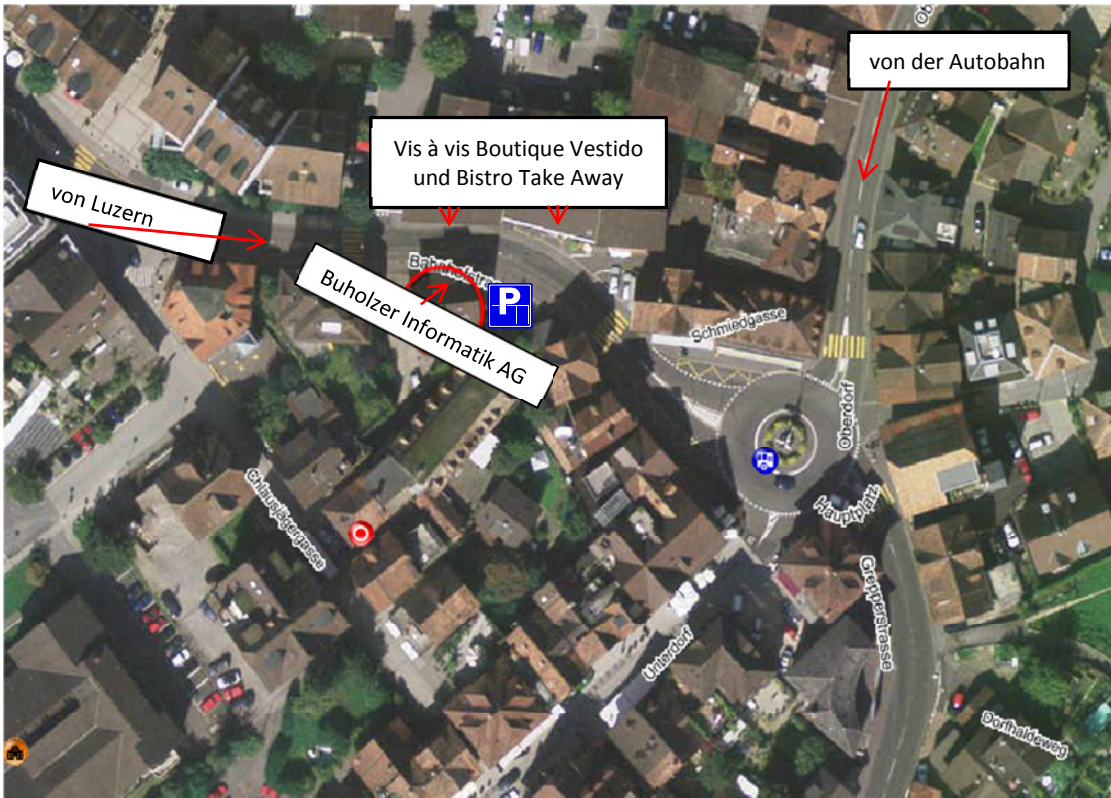 von der Autobahn
Vis à vis Boutique Vestido
und Bistro Take Away
von Luzern
Buholzer Informatik AG
P
Schmiedgasse
Oberdorf
Hauptplatz
Chlausjägergasse
Unterdorf
Grepperstrasse
Dorfhaldeweg